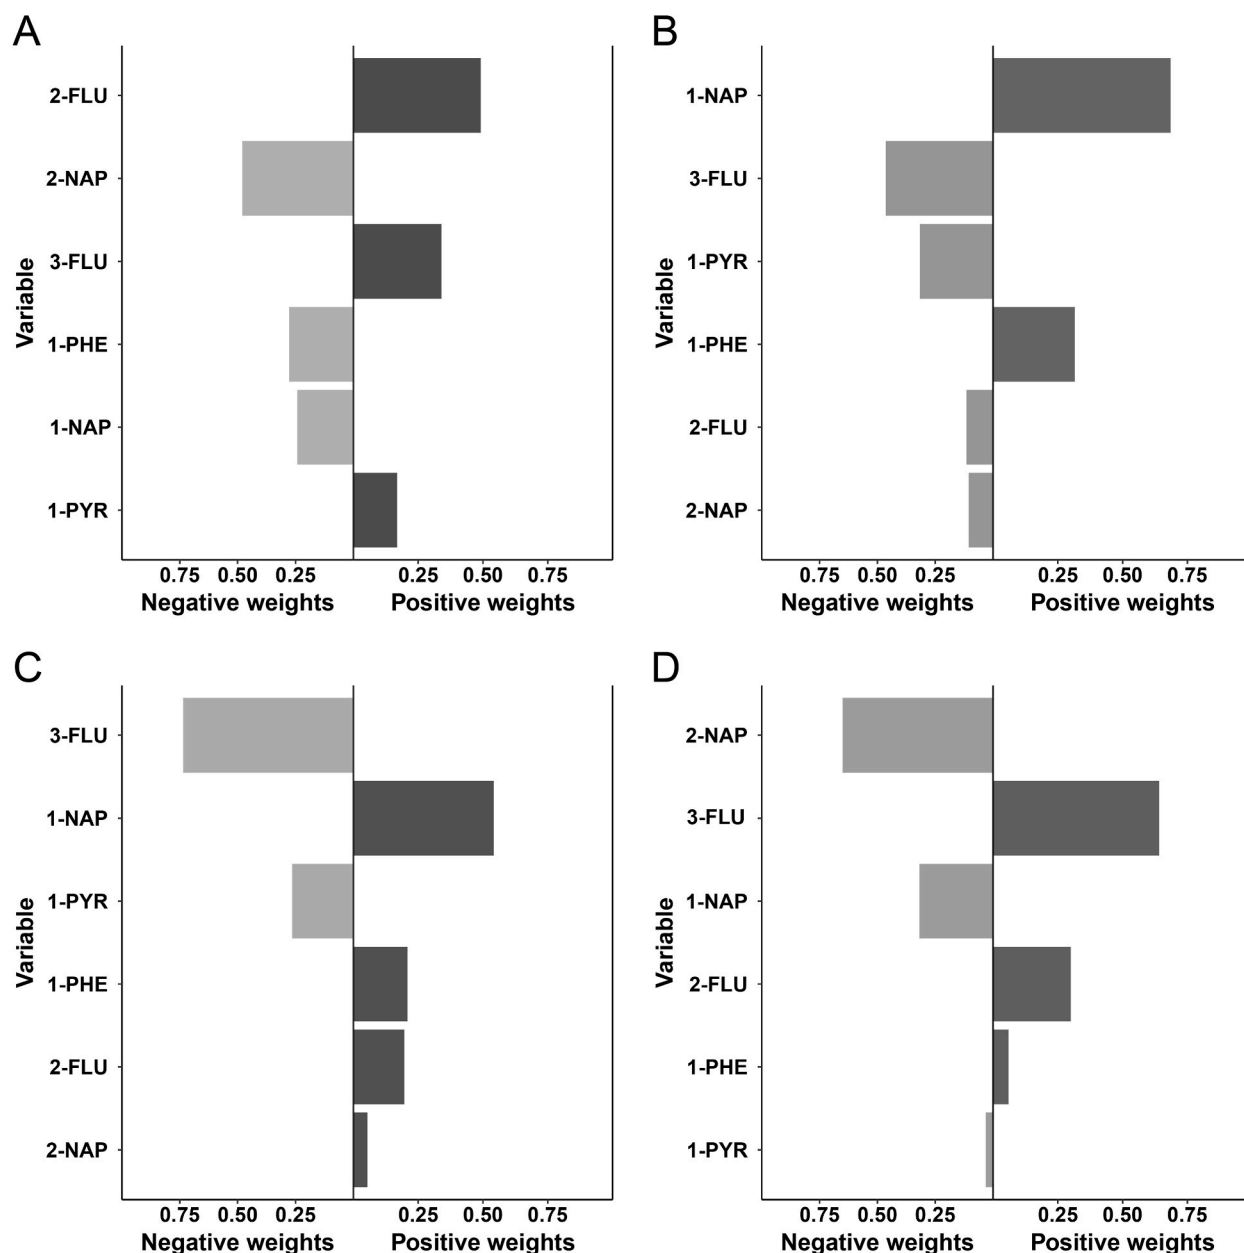 A
2-FLU
2-NAP
3-FLU
1-PHE
1-NAP
1-PYR
Variable
0.75 0.50 0.25 0.25 0.50 0.75
Negative weights Positive weights
B
1-NAP
3-FLU
1-PYR
1-PHE
2-FLU
2-NAP
Variable
0.75 0.50 0.25 0.25 0.50 0.75
Negative weights Positive weights
C
3-FLU
1-NAP
1-PYR
1-PHE
2-FLU
2-NAP
Variable
0.75 0.50 0.25 0.25 0.50 0.75
Negative weights Positive weights
D
2-NAP
3-FLU
1-NAP
2-FLU
1-PHE
1-PYR
Variable
0.75 0.50 0.25 0.25 0.50 0.75
Negative weights Positive weights